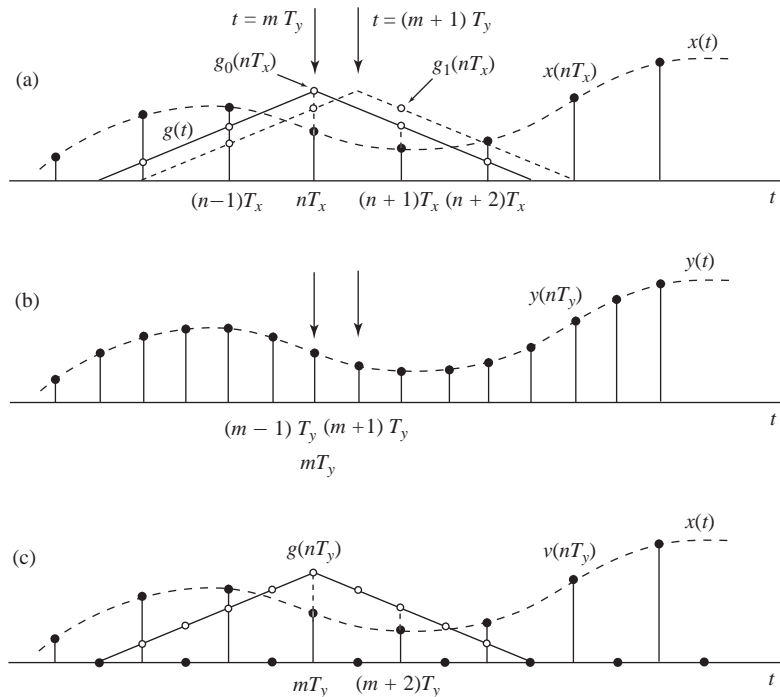 t = m T_y    t = (m + 1) T_y
(a)    g_0(nT_x)    g_1(nT_x)    x(nT_x)    x(t)
g(t)
(n−1)T_x    nT_x    (n + 1)T_x    (n + 2)T_x    t
(b)    y(nT_y)    y(t)
(m − 1) T_y    (m +1) T_y    t
mT_y
(c)    g(nT_y)    v(nT_y)    x(t)
mT_y    (m + 2)T_y    t